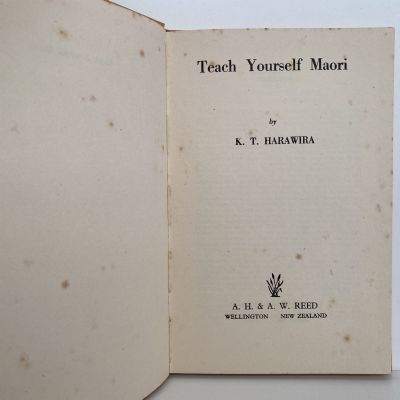 Teach Yourself Maori
by
K. T. HARAWIRA
A. H. & A. W. REED
WELLINGTON NEW ZEALAND